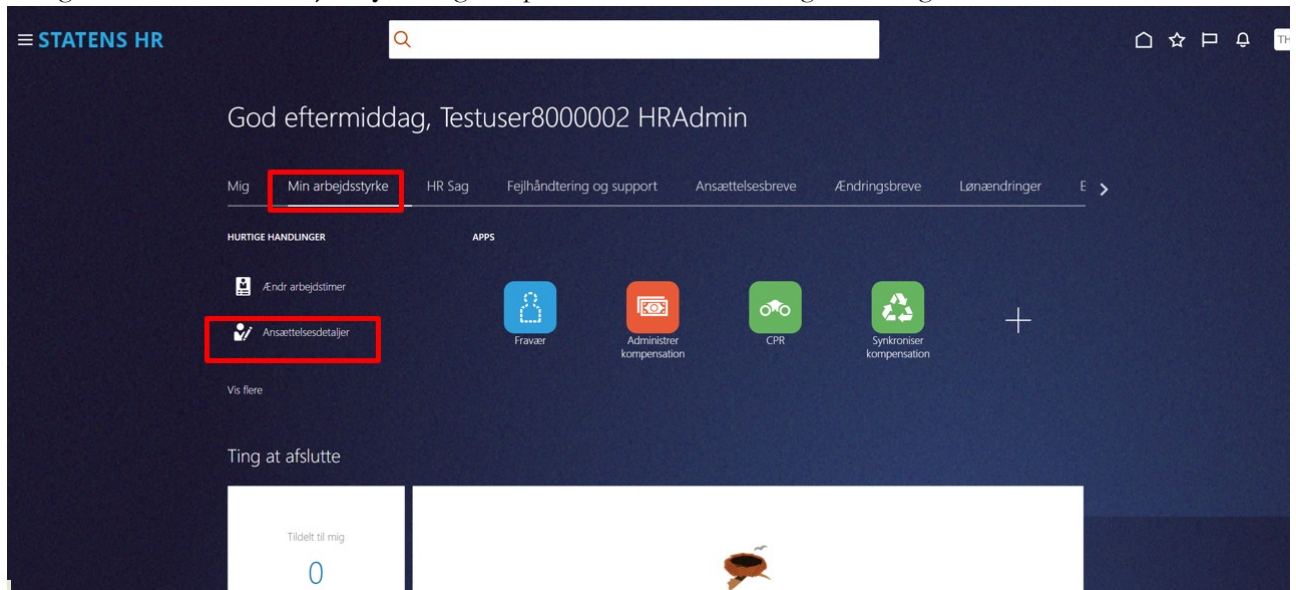 STATENS HR
TH
God eftermiddag, Testuser8000002 HRAdmin
Mig Min arbejdsstyrke HR Sag Fejlhåndtering og support Ansættelsesbreve Ændringsbreve Lønændringer E
HURTIGE HANDLINGER APPS
Ændr arbejdstimer
Ansættelsesdetaljer
Fravær Administrer kompensation CPR Synkroniser kompensation
Vis flere
Ting at afslutte
Tildelt til mig
0